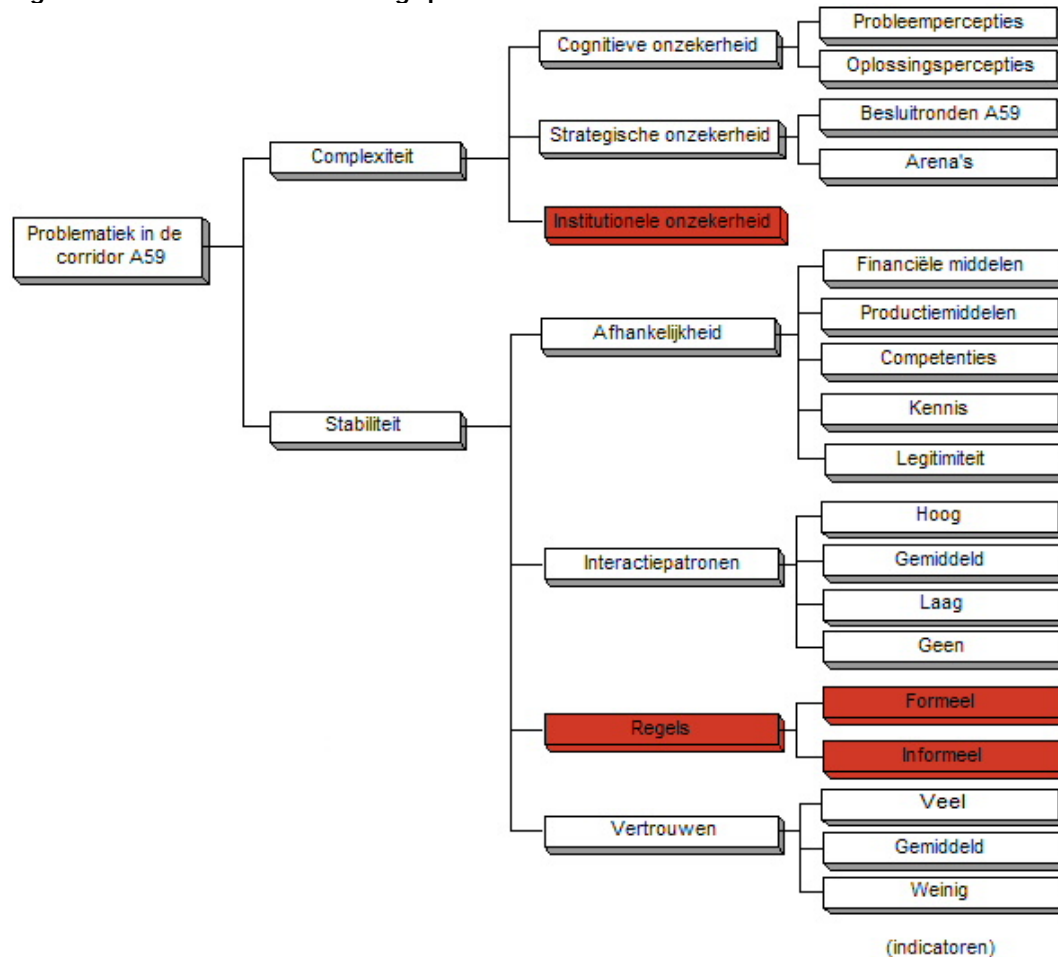 Probleempercepties
Cognitieve onzekerheid
Oplossingspercepties
Besluitronden A59
Strategische onzekerheid
Arena's
Complexiteit
Institutionele onzekerheid
Problematiek in de
corridor A59
Financiële middelen
Productiemiddelen
Afhankelijkheid
Competenties
Kennis
Legitimiteit
Stabiliteit
Hoog
Gemiddeld
Interactiepatronen
Laag
Geen
Formeel
Regels
Informeel
Veel
Vertrouwen
Gemiddeld
Weinig
(indicatoren)